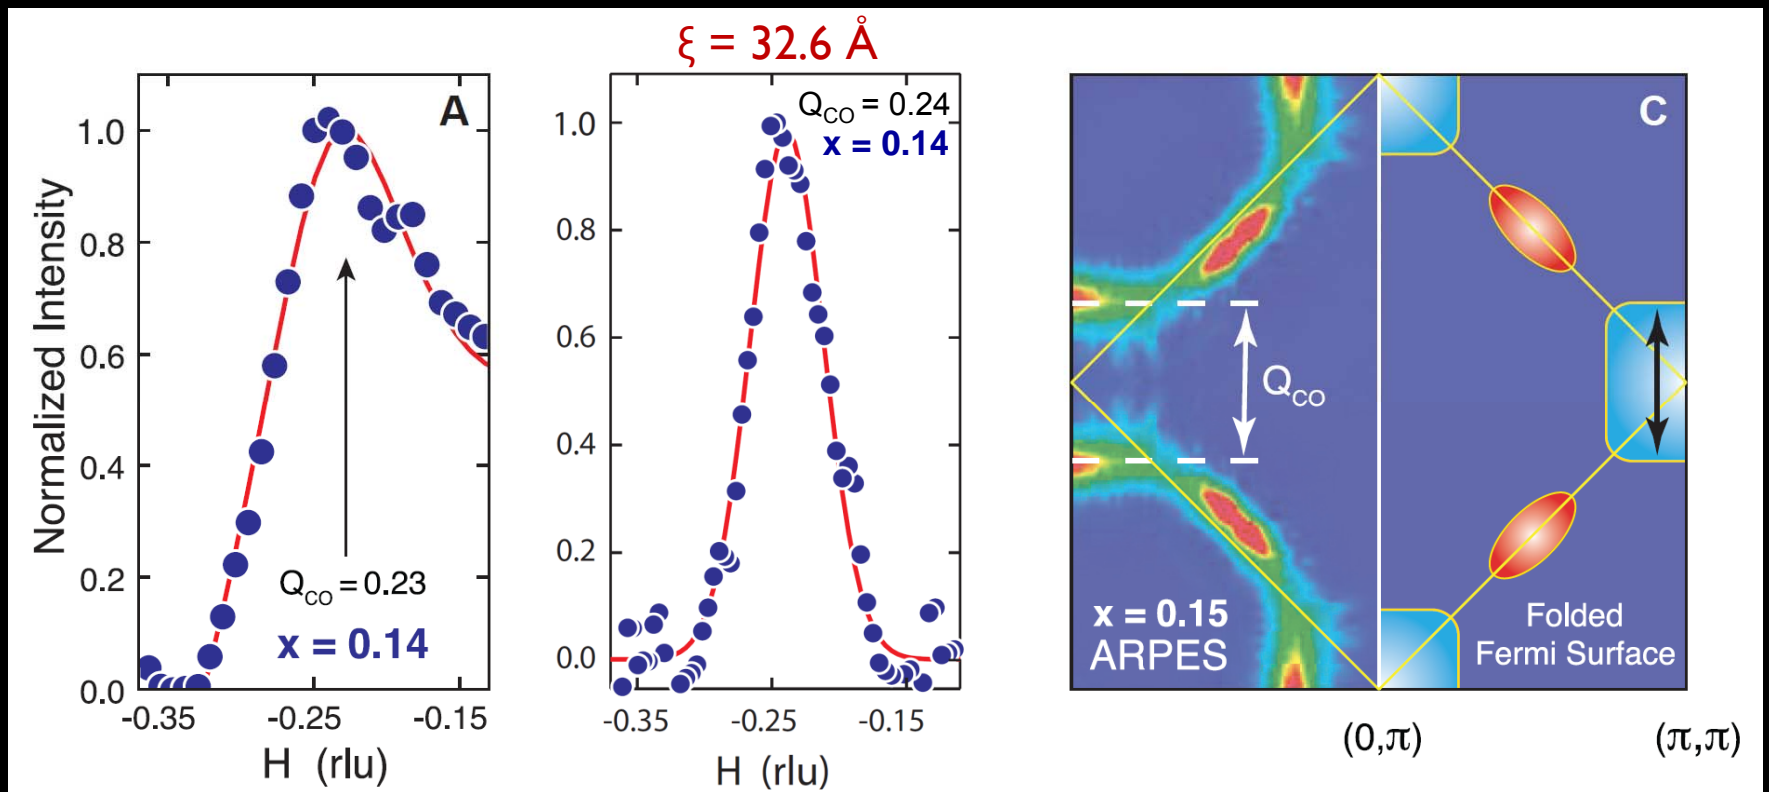 ξ = 32.6 Å
A
1.0
0.8
0.6
0.4
0.2
0.0
Normalized Intensity
Q_CO = 0.23
x = 0.14
-0.35
-0.25
-0.15
H (rlu)
Q_CO = 0.24
x = 0.14
1.0
0.8
0.6
0.4
0.2
0.0
-0.35
-0.25
-0.15
H (rlu)
C
Q_CO
x = 0.15
ARPES
Folded
Fermi Surface
(0,π)
(π,π)